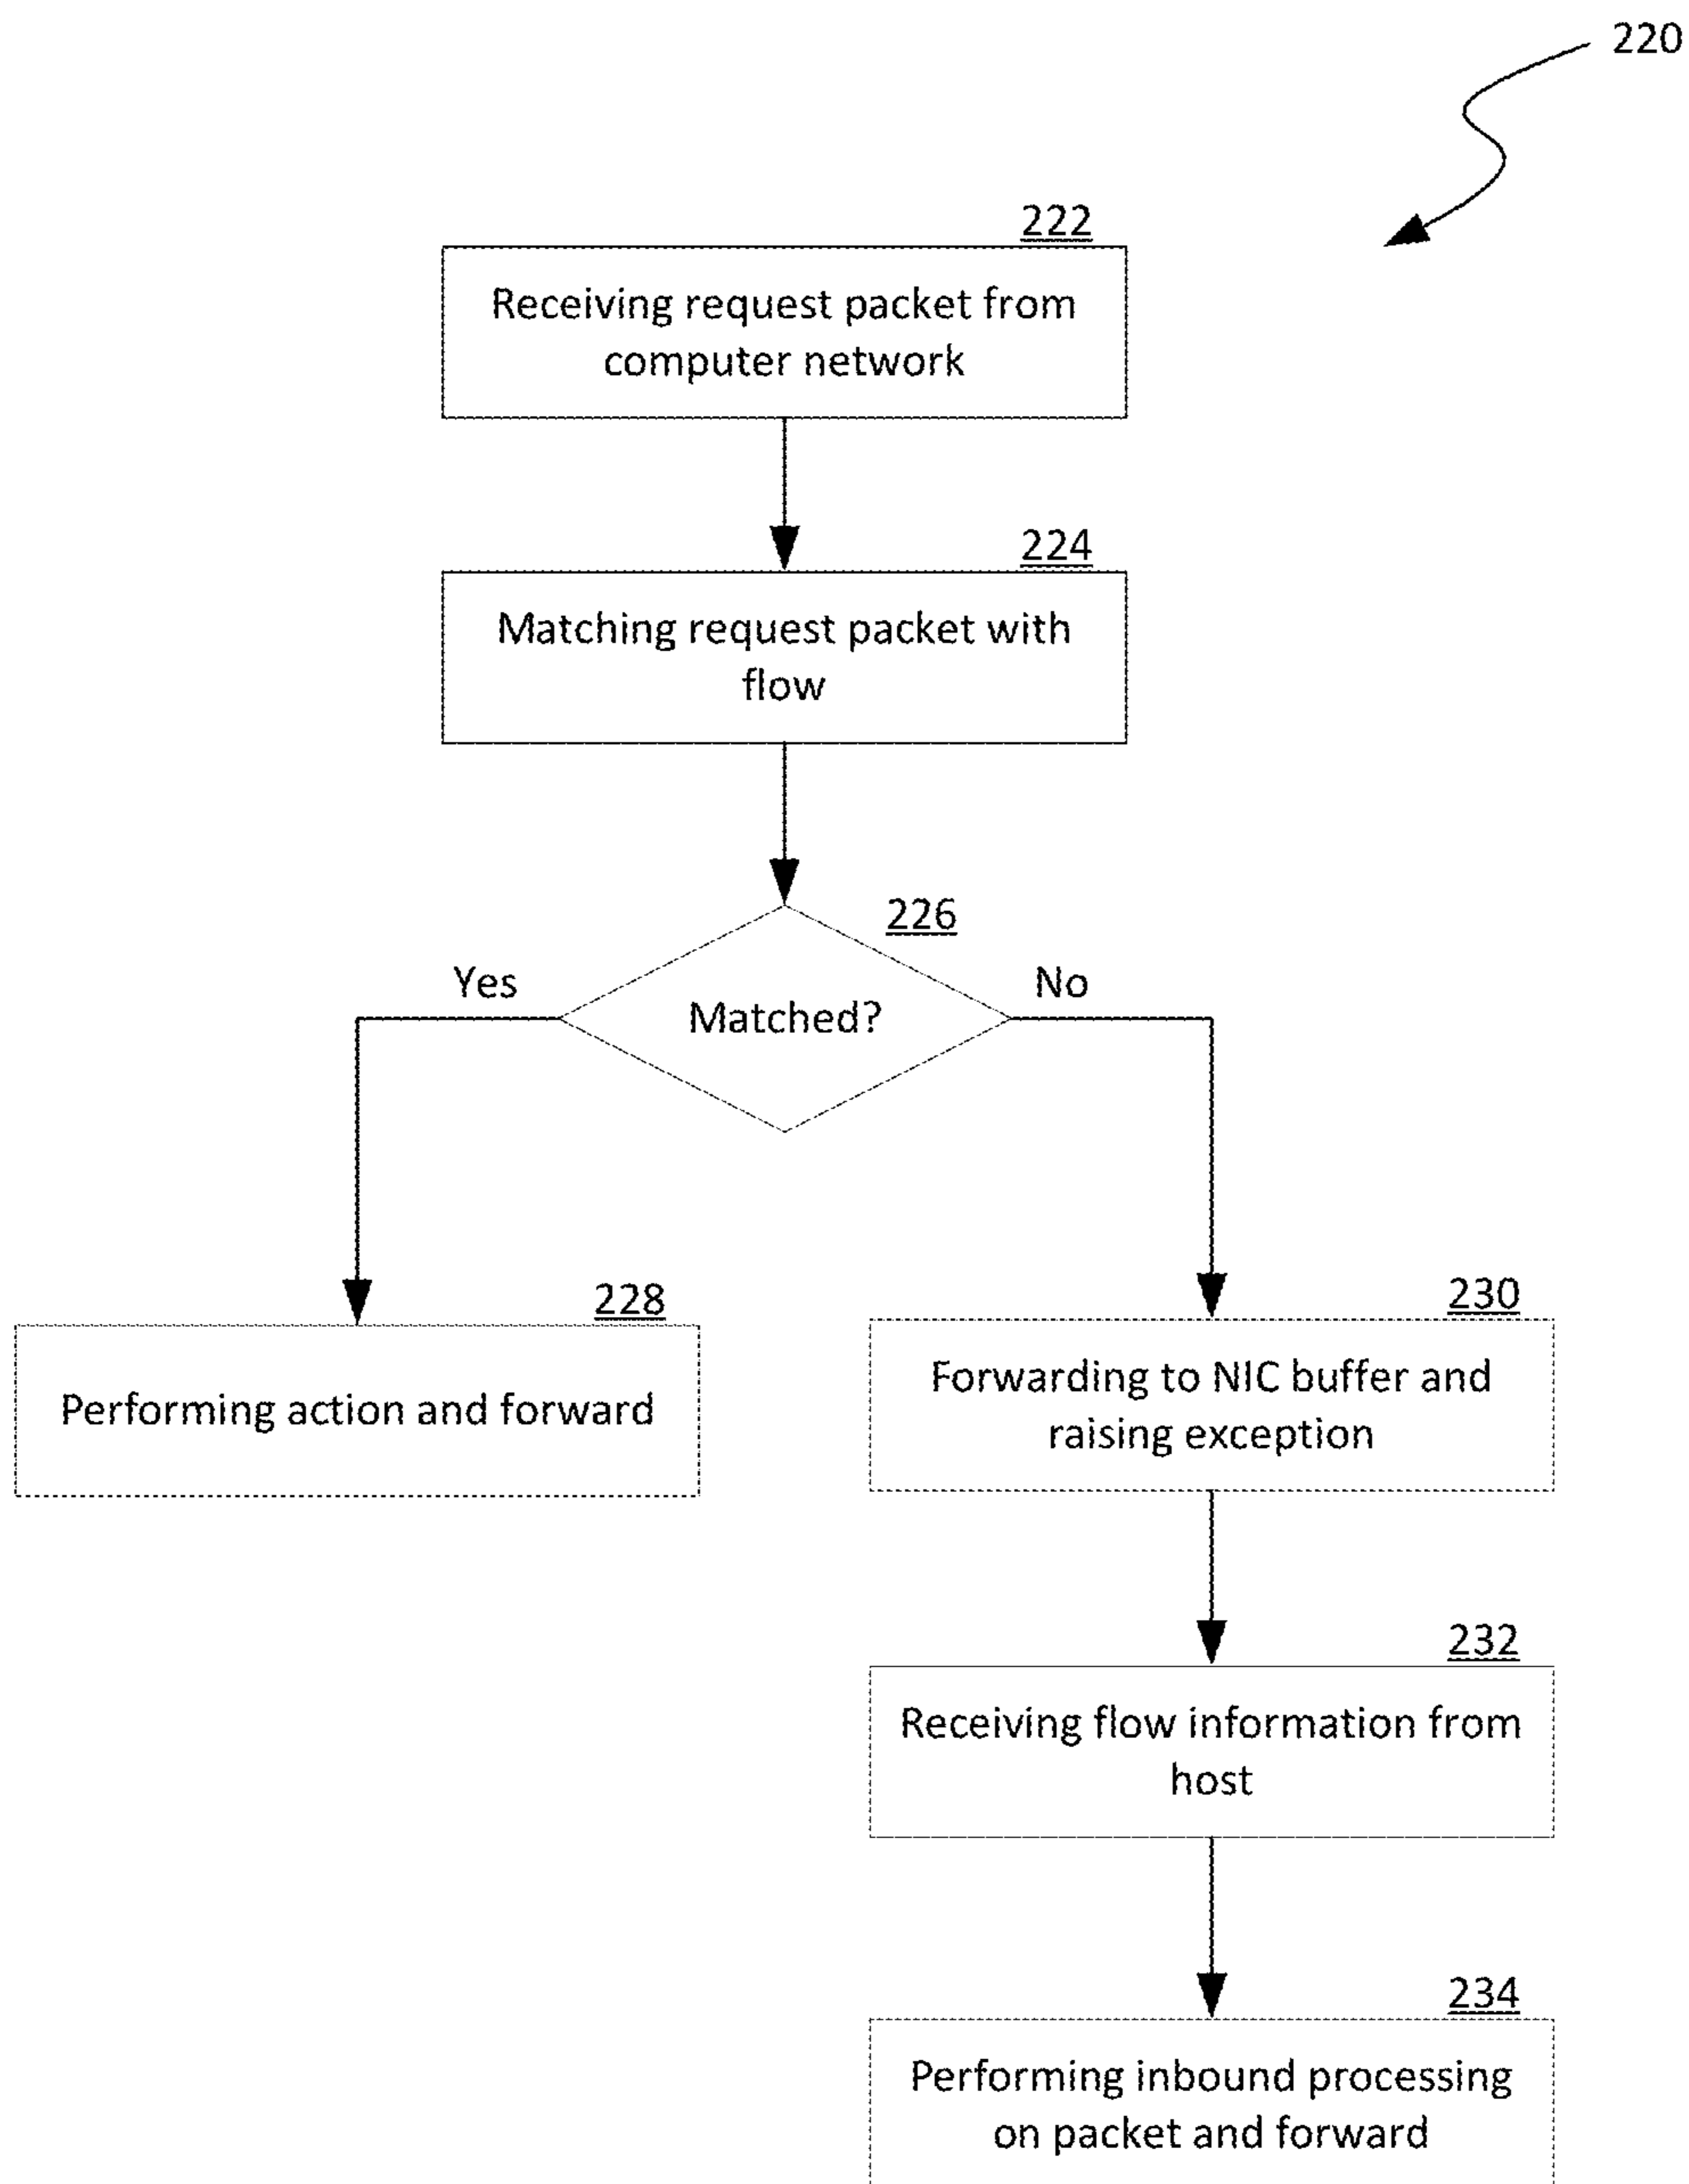 220
222
Receiving request packet from
computer network
224
Matching request packet with
flow
226
Yes
No
Matched?
228
Performing action and forward
230
Forwarding to NIC buffer and
raising exception
232
Receiving flow information from
host
234
Performing inbound processing
on packet and forward